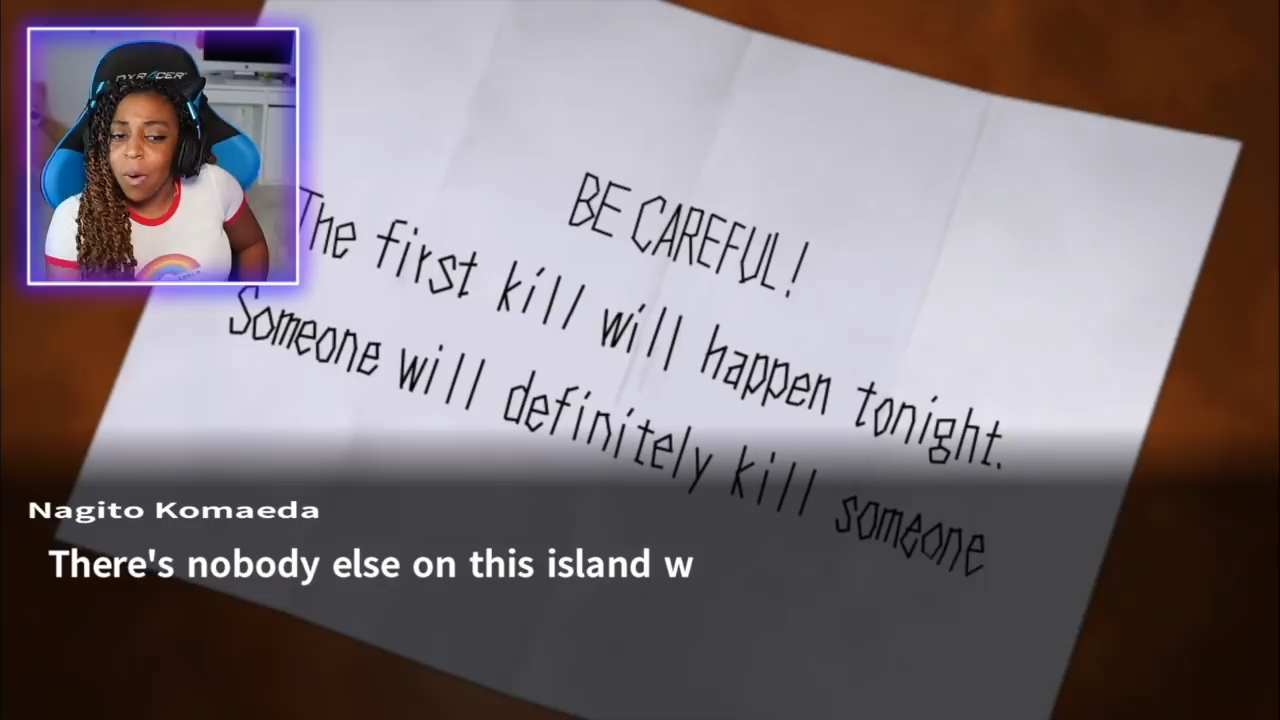 DXRACER
BE CAREFUL!
The first kill will happen tonight.
Someone will definitely kill someone
Nagito Komaeda
There's nobody else on this island w